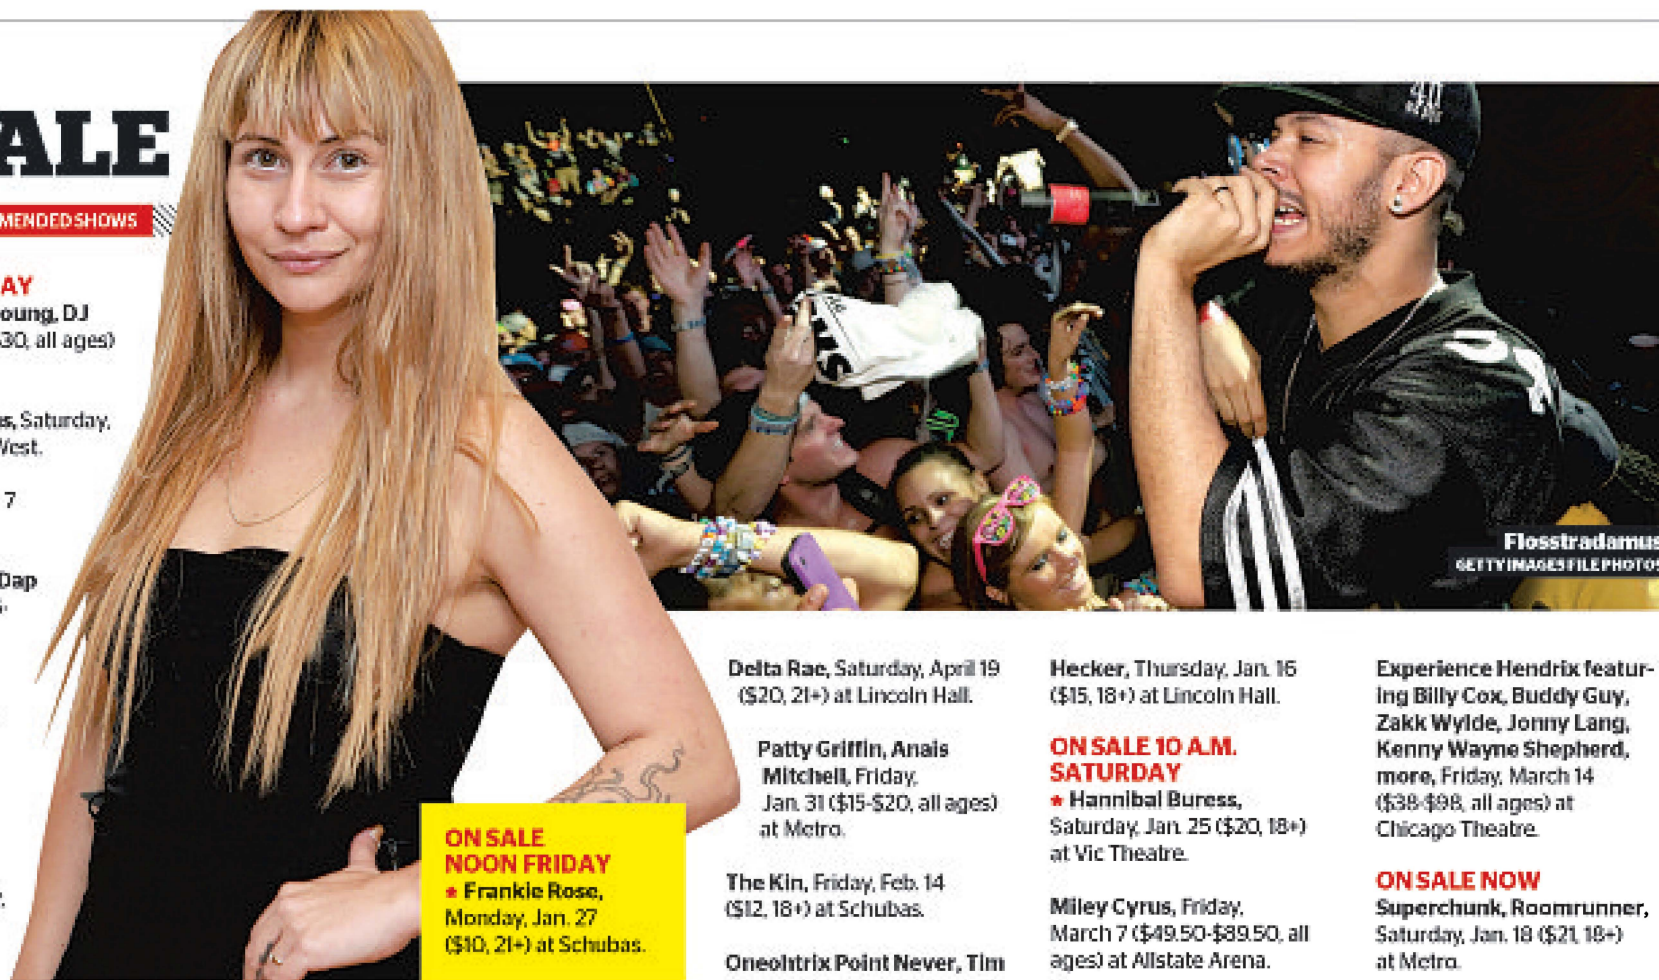 ALE
MENDED SHOWS
AY
oung, DJ
30, all ages)
s, Saturday,
West.
7
Dap
ON SALE
NOON FRIDAY
★ Frankie Rose,
Monday, Jan. 27
($10, 21+) at Schubas.
40
Flosstradamus
GETTY IMAGES FILE PHOTOS
Delta Rae, Saturday, April 19
($20, 21+) at Lincoln Hall.
Patty Griffin, Anais
Mitchell, Friday,
Jan. 31 ($15-$20, all ages)
at Metro.
The Kin, Friday, Feb. 14
($12, 18+) at Schubas.
Oneohtrix Point Never, Tim
Hecker, Thursday, Jan. 16
($15, 18+) at Lincoln Hall.
ON SALE 10 A.M.
SATURDAY
★ Hannibal Buress,
Saturday, Jan. 25 ($20, 18+)
at Vic Theatre.
Miley Cyrus, Friday,
March 7 ($49.50-$89.50, all
ages) at Allstate Arena.
Experience Hendrix featur-
ing Billy Cox, Buddy Guy,
Zakk Wylde, Jonny Lang,
Kenny Wayne Shepherd,
more, Friday, March 14
($38-$98, all ages) at
Chicago Theatre.
ON SALE NOW
Superchunk, Roomrunner,
Saturday, Jan. 18 ($21, 18+)
at Metro.